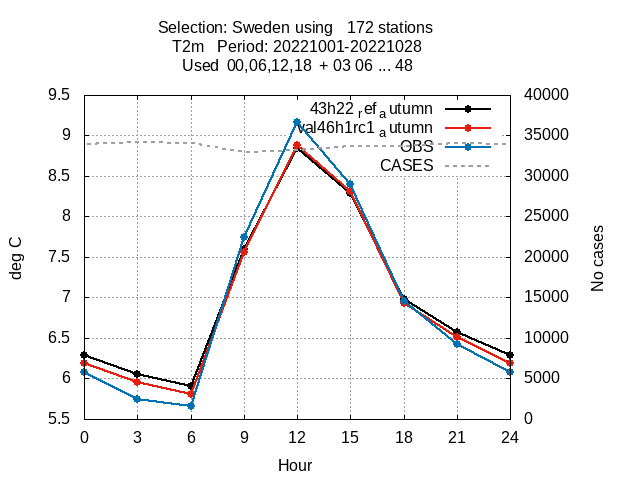 Selection: Sweden using 172 stations
T2m Period: 20221001-20221028
Used 00,06,12,18 + 03 06 ... 48
9.5 40000
43h22 ref a utumn
9 35000
val46h1rc1 a utumn
OBS
CASES
8.5 30000
8 25000
deg C
7.5 20000
No cases
7 15000
6.5 10000
6 5000
5.5 0
0 3 6 9 12 15 18 21 24
Hour